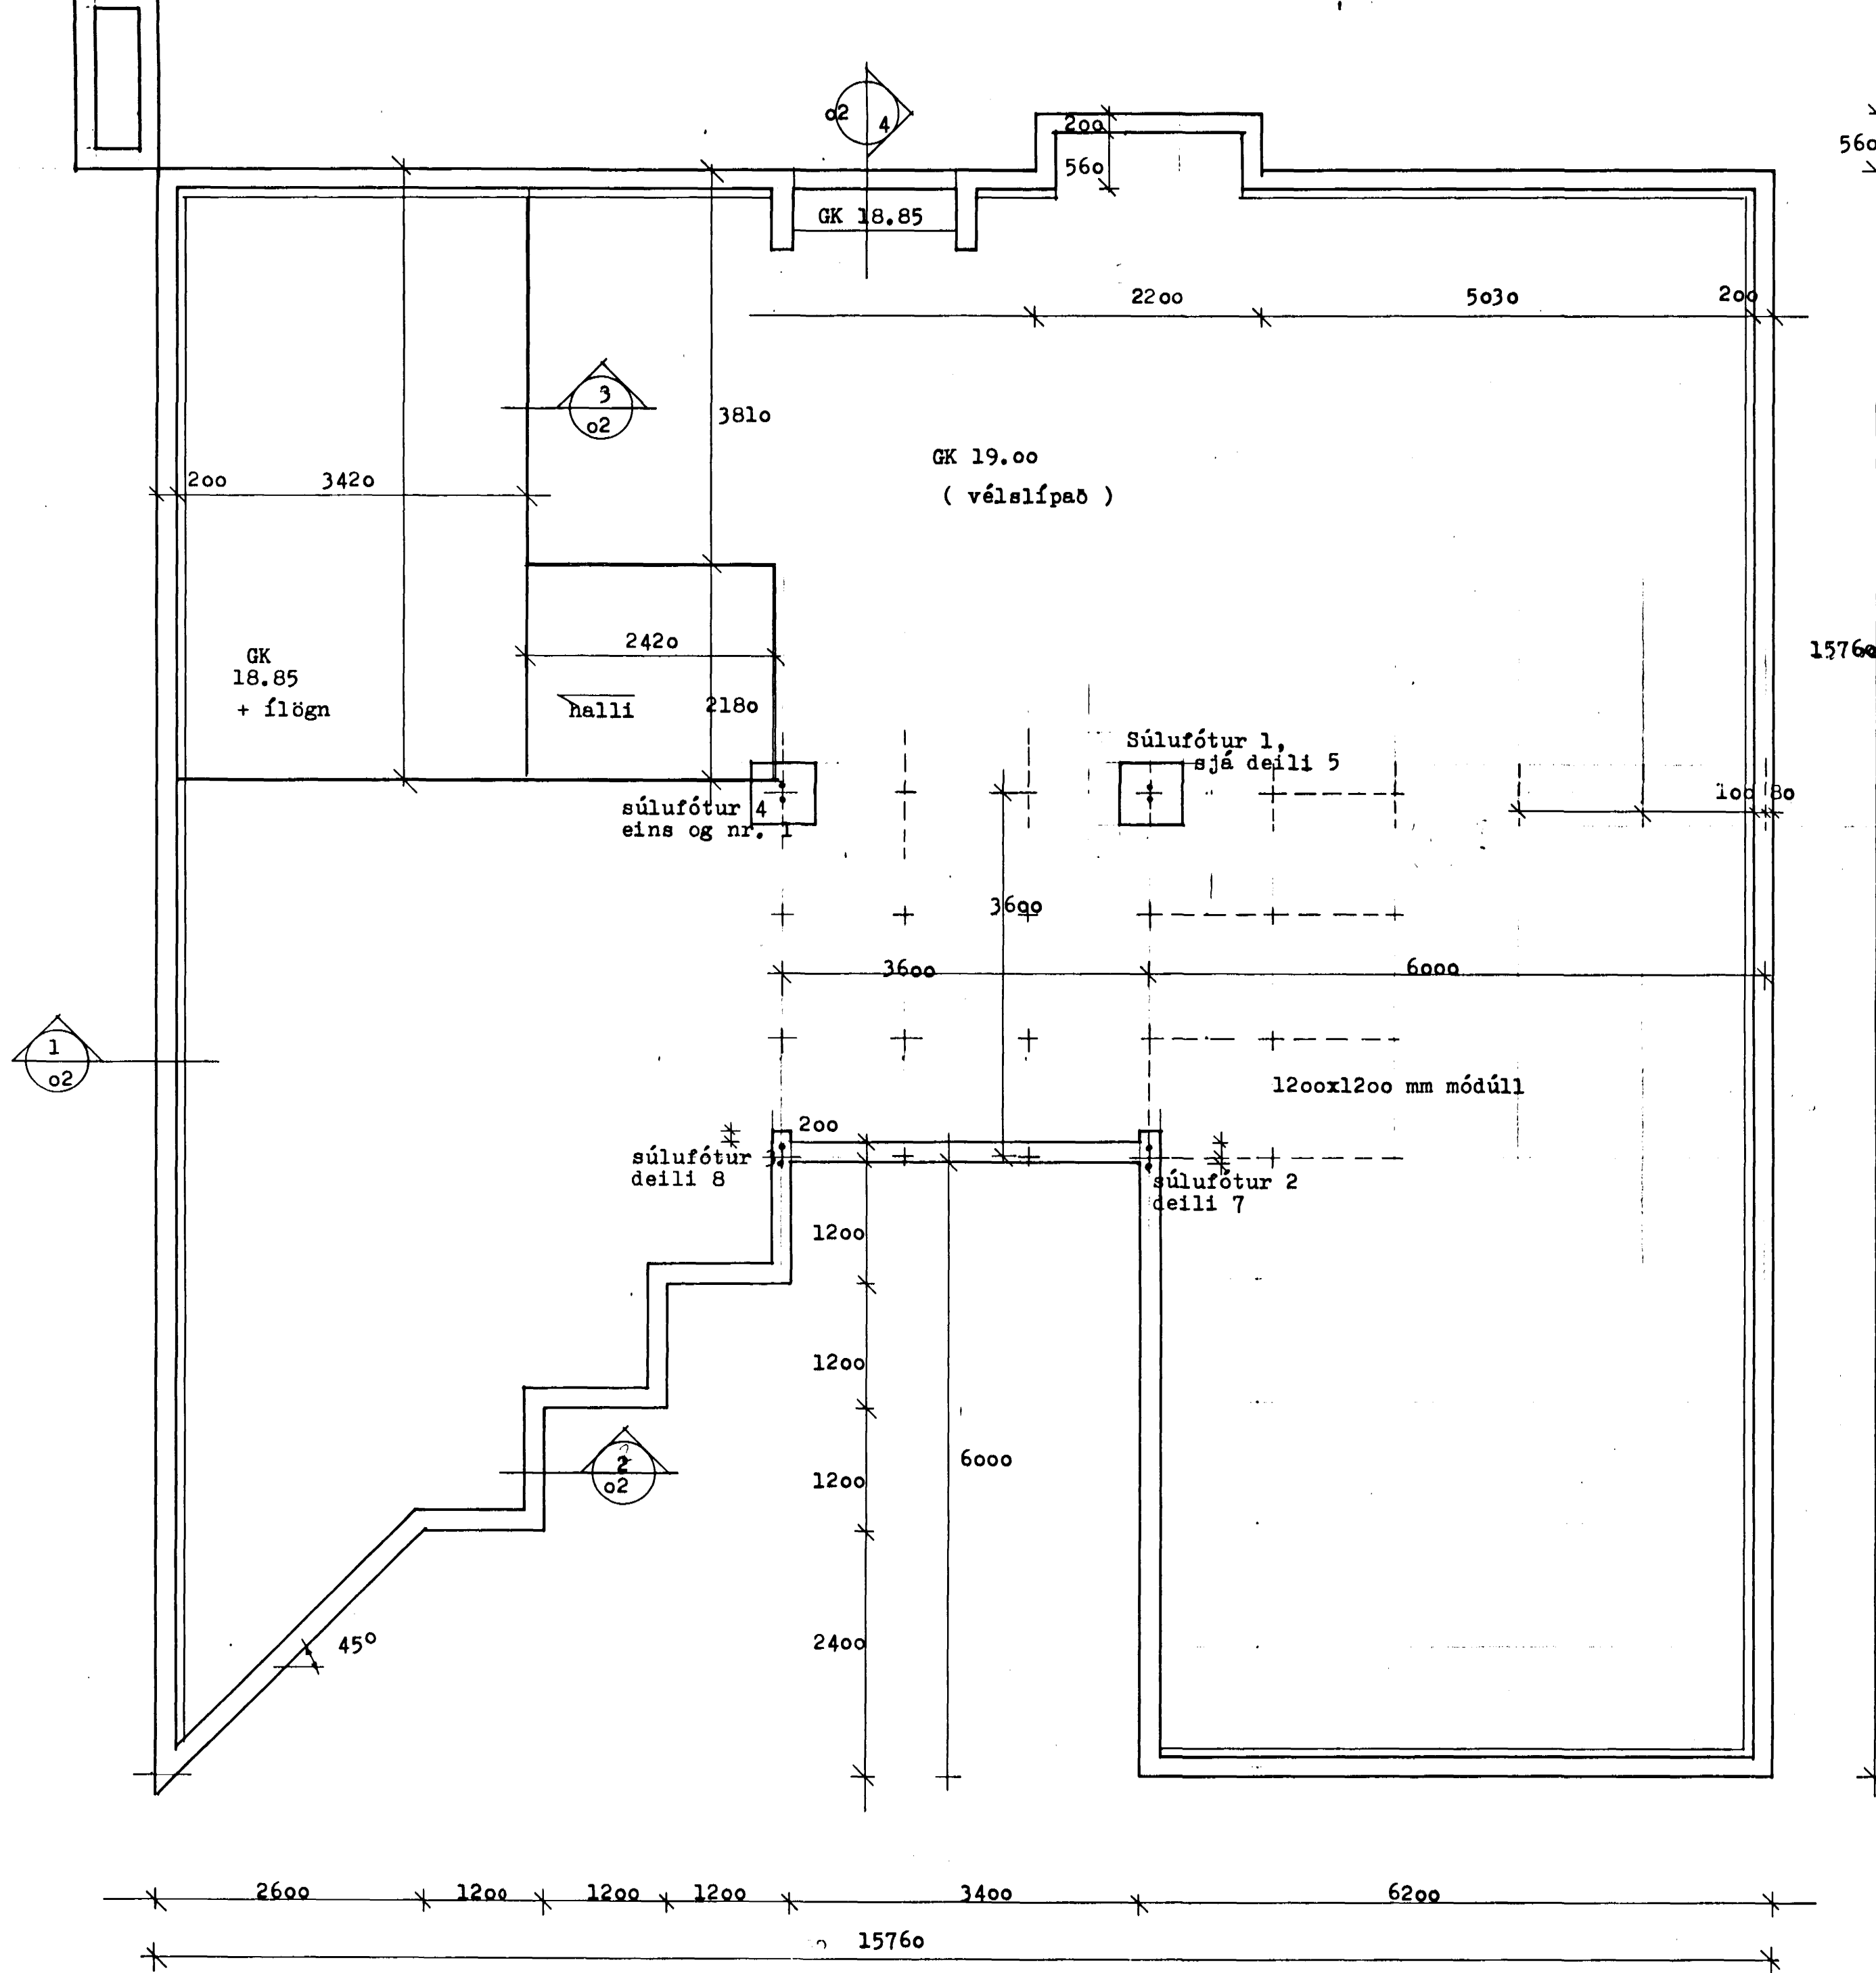 o2
4
200
560
560
GK 18.85
2200
5030
200
3
o2
3810
GK 19.00
( vélslípað )
200
3420
2420
15760
GK
18.85
+ ílögn
halli
2180
Súlufótur 1,
sjá deili 5
100
80
súlufótur 4
eins og nr. 1
3600
3600
6000
1
o2
1200x1200 mm módúll
200
súlufótur
deili 8
súlufótur 2
deili 7
1200
1200
2
o2
6000
1200
45°
2400
2600
1200
1200
1200
3400
6200
15760